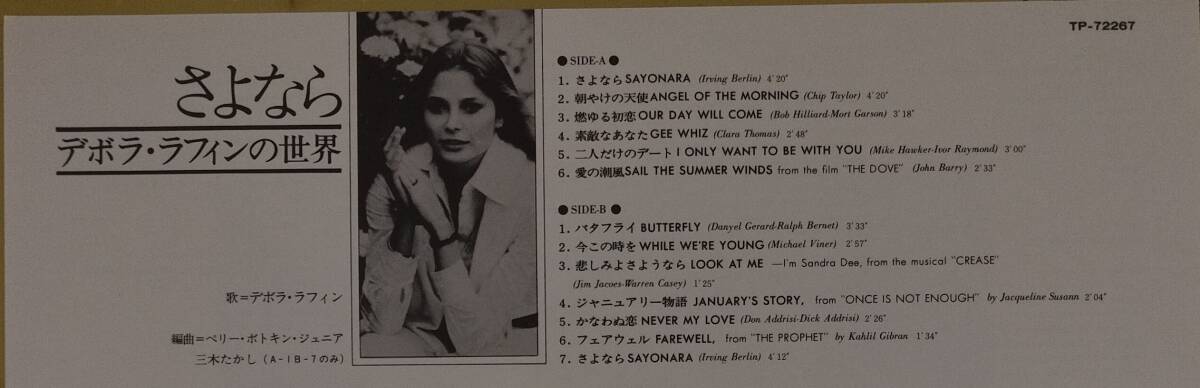 さよなら
デボラ・ラフィンの世界
歌=デボラ・ラフィン
編曲=ペリー・ボトキン・ジュニア
三木たかし (A-1B-7のみ)
TP-72267
● SIDE-A ●
1. さよならSAYONARA (Irving Berlin) 4'20"
2. 朝やけの天使ANGEL OF THE MORNING (Chip Taylor) 4'20"
3. 燃ゆる初恋OUR DAY WILL COME (Bob Hilliard-Mort Garson) 3'18"
4. 素敵なあなたGEE WHIZ (Clara Thomas) 2'48"
5. 二人だけのデートI ONLY WANT TO BE WITH YOU (Mike Hawker-Ivor Raymond) 3'00"
6. 愛の潮風SAIL THE SUMMER WINDS from the film "THE DOVE" (John Barry) 2'33"
● SIDE-B ●
1. バタフライ BUTTERFLY (Danyel Gerard-Ralph Bernet) 3'33"
2. 今この時をWHILE WE'RE YOUNG (Michael Viner) 2'57"
3. 悲しみよさようなら LOOK AT ME —I'm Sandra Dee, from the musical "CREASE"
(Jim Jacoes-Warren Casey) 1'25"
4. ジャニュアリー物語 JANUARY'S STORY, from "ONCE IS NOT ENOUGH" by Jacqueline Susann 2'04"
5. かなわぬ恋NEVER MY LOVE (Don Addrisi-Dick Addrisi) 2'26"
6. フェアウェル FAREWELL, from "THE PROPHET" by Kahlil Gibran 1'34"
7. さよならSAYONARA (Irving Berlin) 4'12"